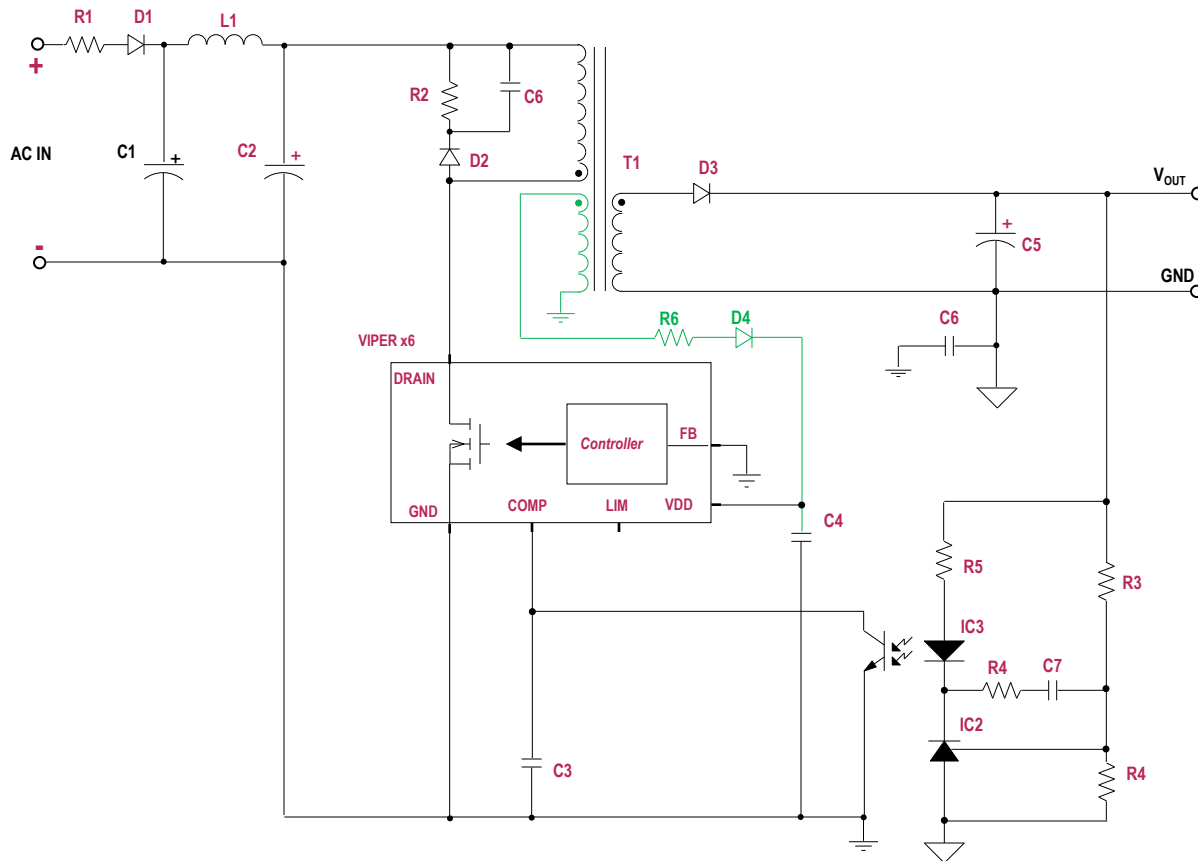 R1
D1
L1
+
AC IN
-
C1
+
C2
+
R2
C6
D2
T1
D3
VOUT
+
C5
GND
C6
R6
D4
VIPER x6
DRAIN
Controller
FB
GND
COMP
LIM
VDD
C4
R5
R3
IC3
R4
C7
IC2
R4
C3